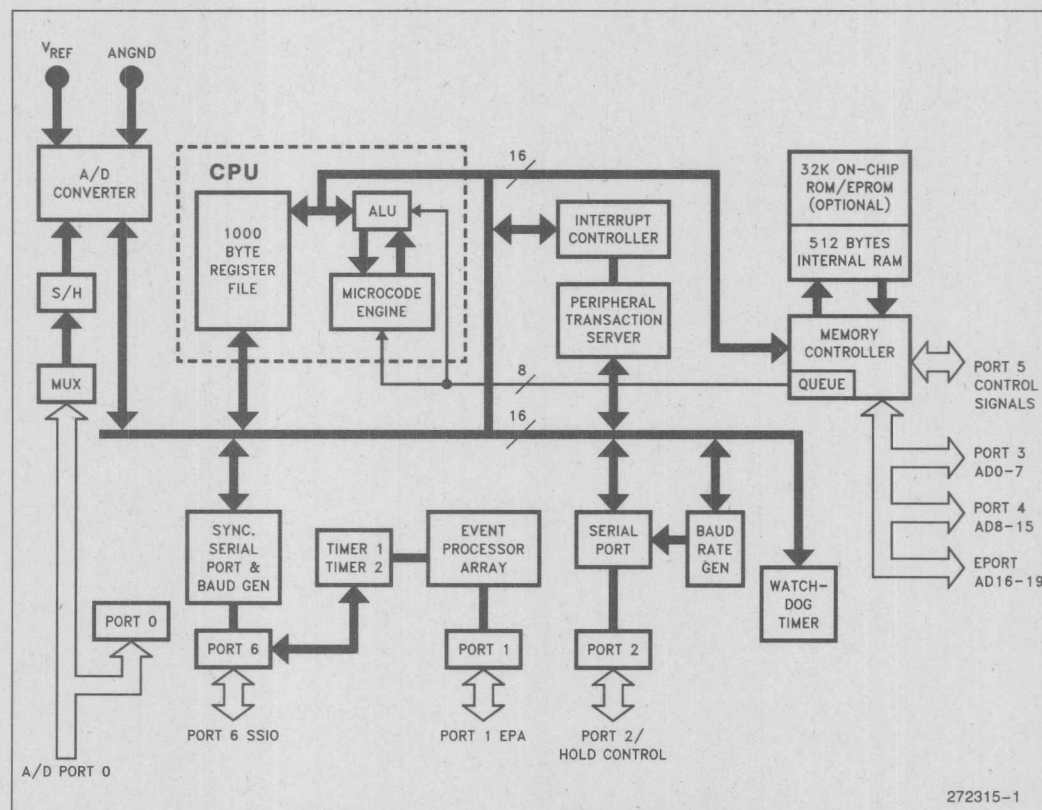 VREF
ANGND
A/D
CONVERTER
S/H
MUX
CPU
1000
BYTE
REGISTER
FILE
ALU
MICROCODE
ENGINE
16
INTERRUPT
CONTROLLER
PERIPHERAL
TRANSACTION
SERVER
32K ON-CHIP
ROM/EPROM
(OPTIONAL)
512 BYTES
INTERNAL RAM
MEMORY
CONTROLLER
QUEUE
8
16
PORT 5
CONTROL
SIGNALS
PORT 3
AD0-7
PORT 4
AD8-15
EPORT
AD16-19
SYNC.
SERIAL
PORT &
BAUD GEN
TIMER 1
TIMER 2
EVENT
PROCESSOR
ARRAY
SERIAL
PORT
BAUD
RATE
GEN
WATCH-
DOG
TIMER
PORT 0
PORT 6
PORT 1
PORT 2
PORT 6 SSIO
PORT 1 EPA
PORT 2/
HOLD CONTROL
A/D PORT 0
272315-1